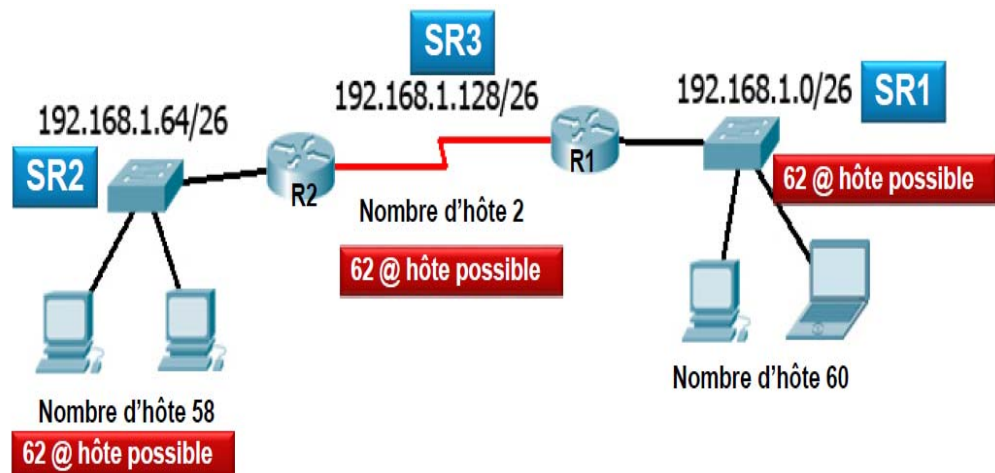 SR3
192.168.1.128/26
192.168.1.0/26
SR1
192.168.1.64/26
SR2
R2
R1
Nombre d'hôte 2
62 @ hôte possible
62 @ hôte possible
Nombre d'hôte 60
Nombre d'hôte 58
62 @ hôte possible